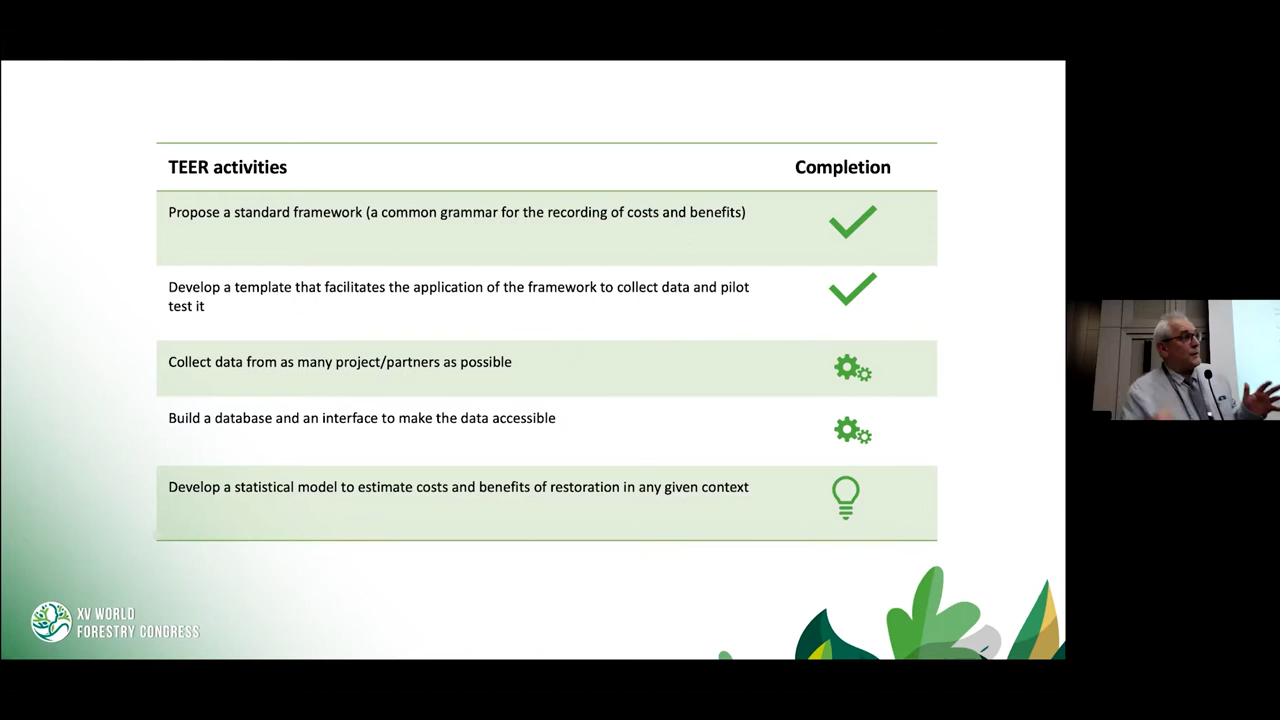 TEER activities
Completion
Propose a standard framework (a common grammar for the recording of costs and benefits)
Develop a template that facilitates the application of the framework to collect data and pilot
test it
Collect data from as many project/partners as possible
Build a database and an interface to make the data accessible
Develop a statistical model to estimate costs and benefits of restoration in any given context
XV WORLD
FORESTRY CONGRESS